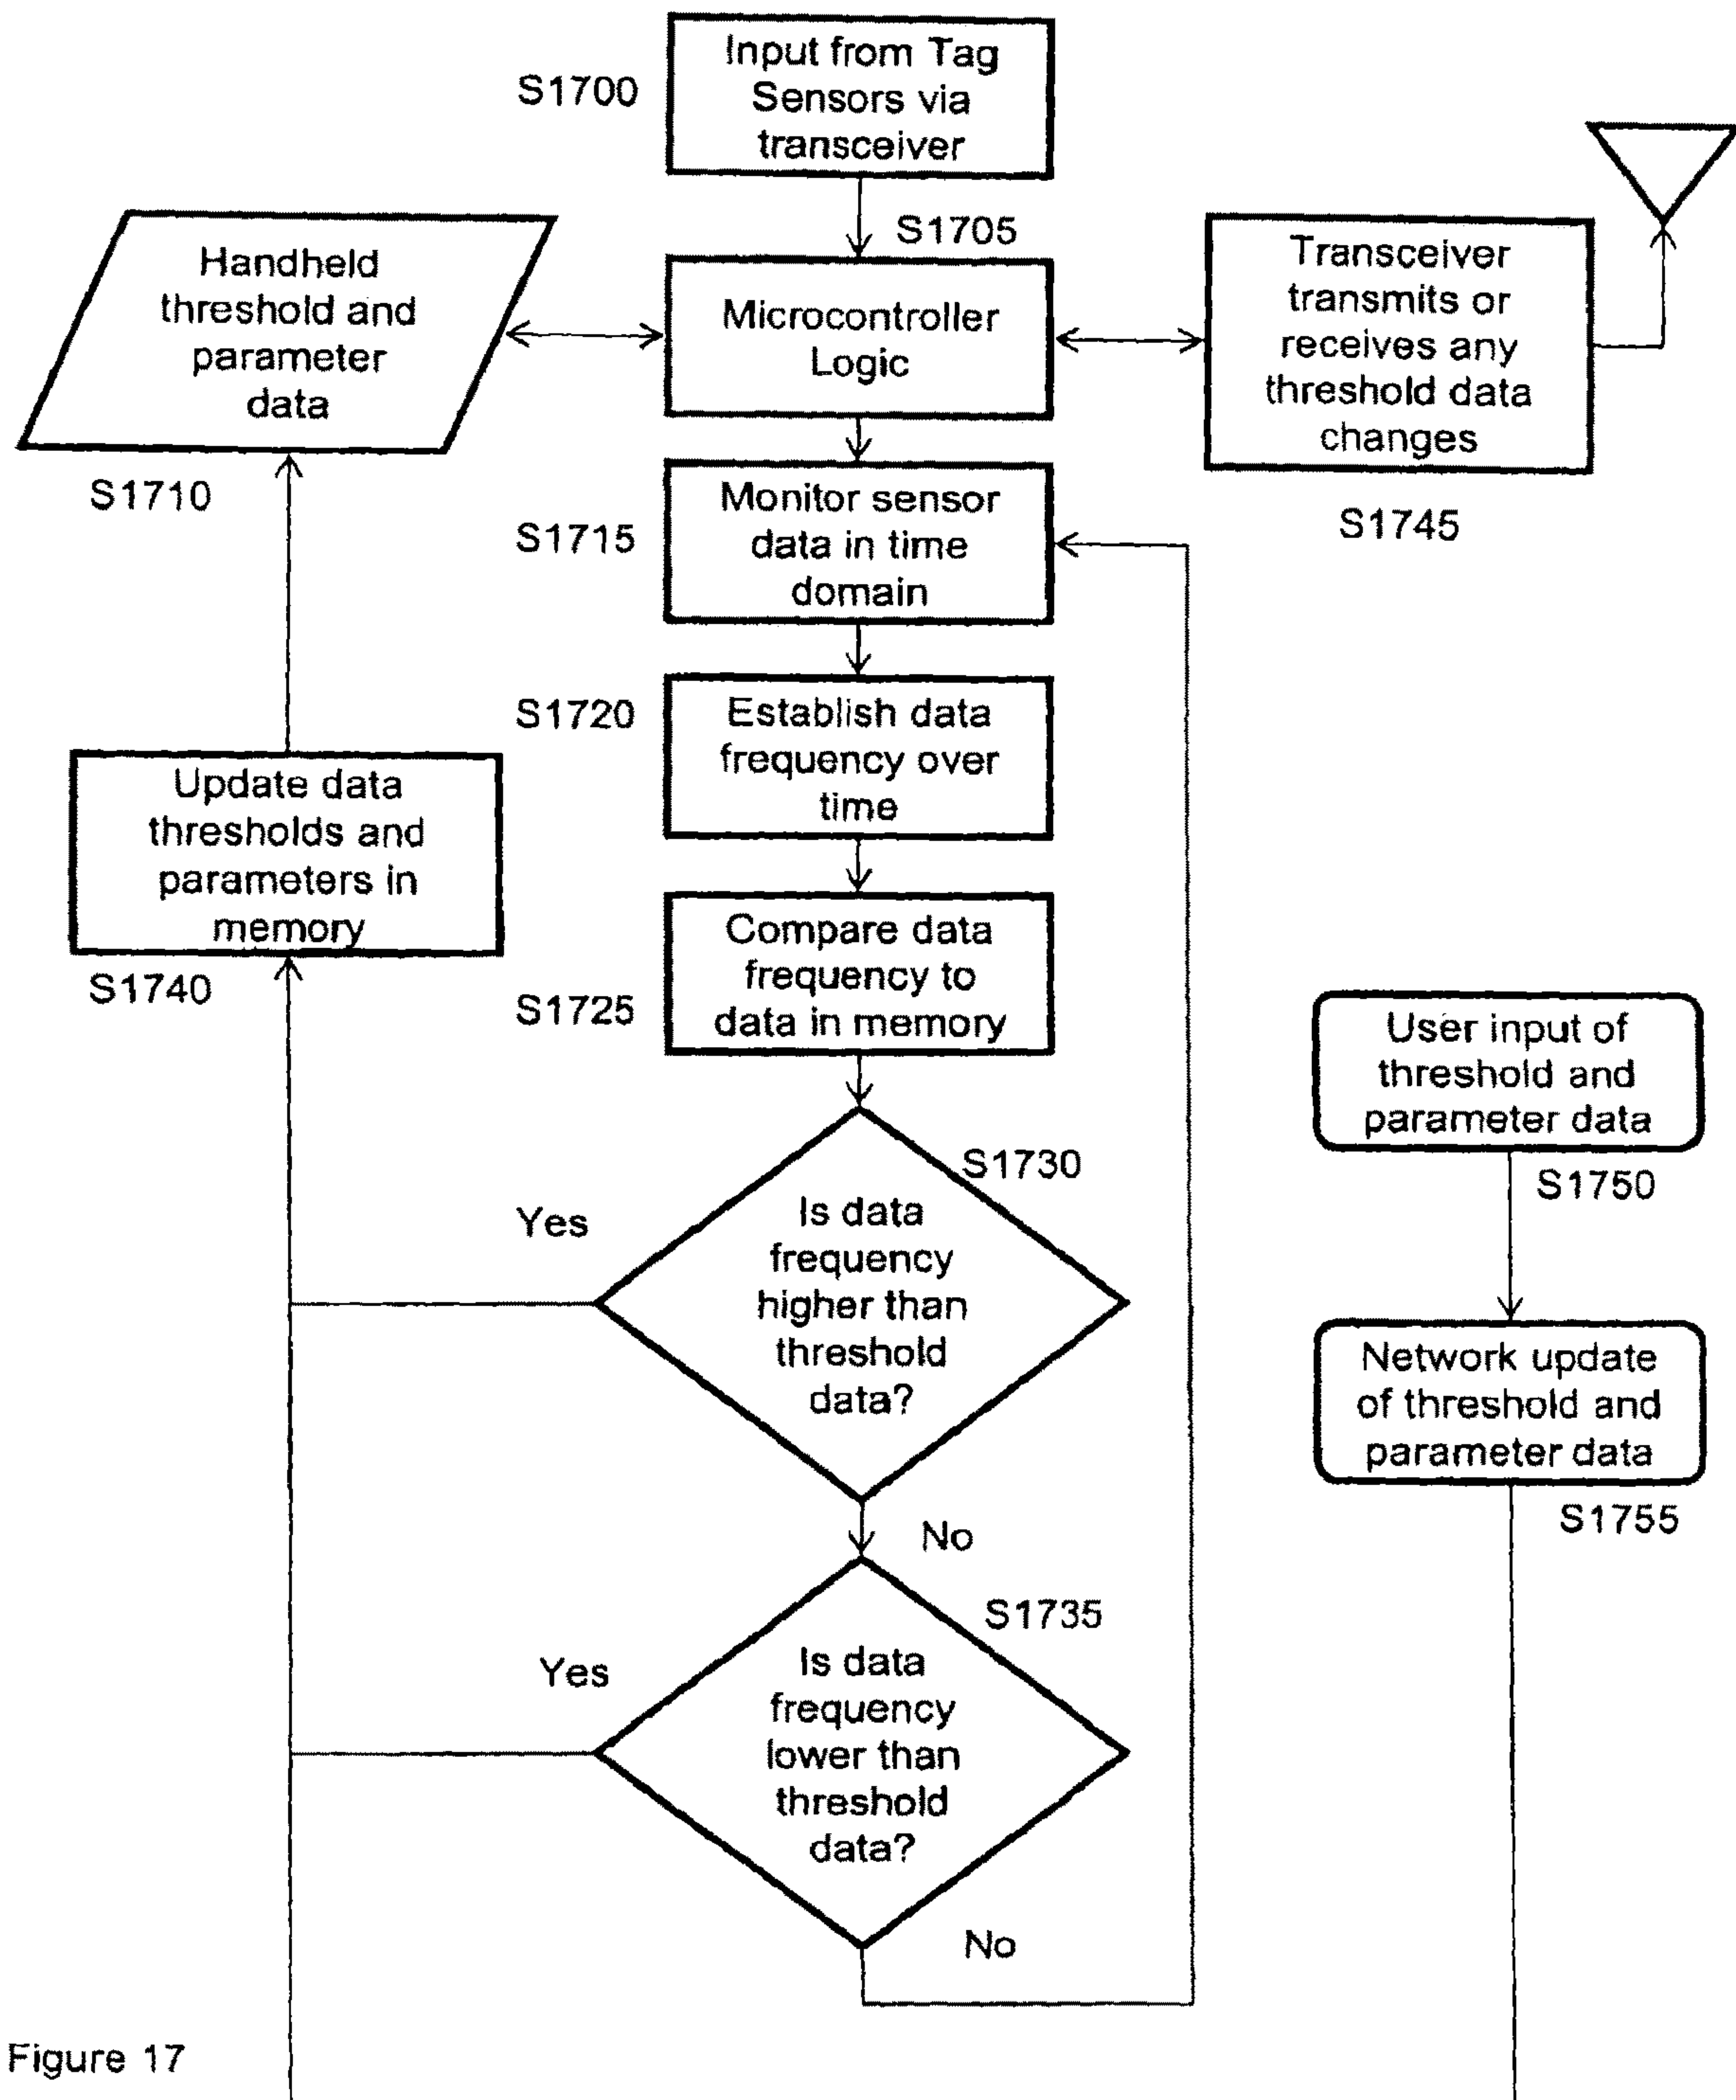 Input from Tag
Sensors via
transceiver
S1700
S1705
Handheld
threshold and
parameter
data
S1710
Microcontroller
Logic
Transceiver
transmits or
receives any
threshold data
changes
S1745
Monitor sensor
data in time
domain
S1715
Establish data
frequency over
time
S1720
Update data
thresholds and
parameters in
memory
S1740
Compare data
frequency to
data in memory
S1725
User input of
threshold and
parameter data
S1750
S1730
Is data
frequency
higher than
threshold
data?
Yes
No
Network update
of threshold and
parameter data
S1755
S1735
Is data
frequency
lower than
threshold
data?
Yes
No
Figure 17